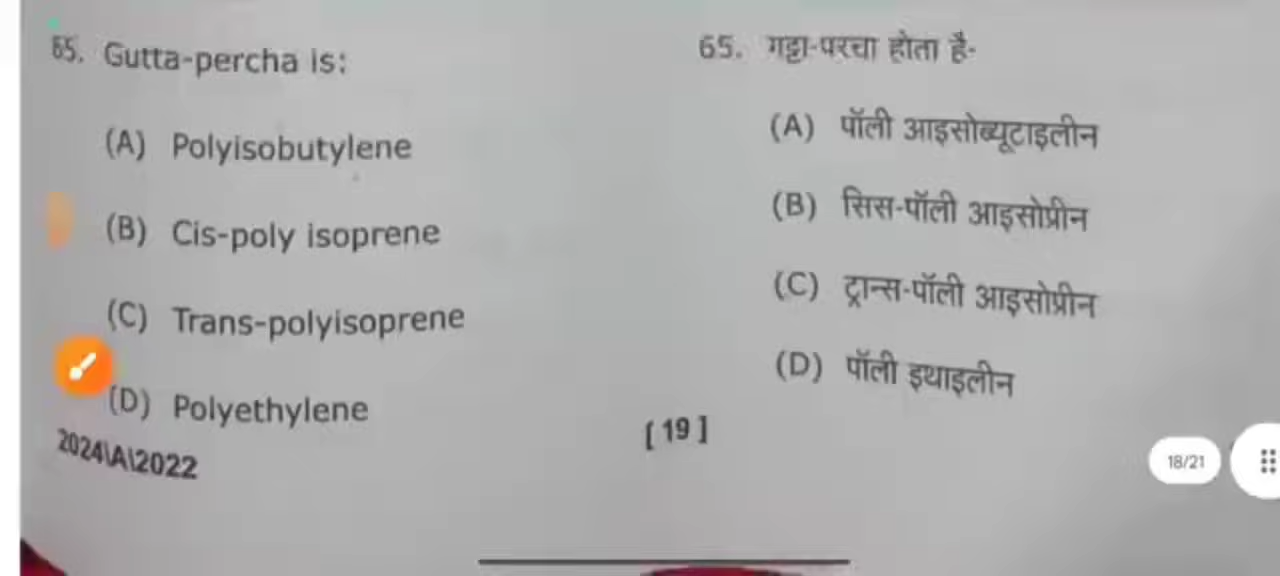 65. Gutta-percha is:
(A) Polyisobutylene
(B) Cis-poly isoprene
(C) Trans-polyisoprene
(D) Polyethylene
2024\A\2022
65. गट्टा-परचा होता है-
(A) पॉली आइसोब्यूटाइलीन
(B) सिस-पॉली आइसोप्रीन
(C) ट्रान्स-पॉली आइसोप्रीन
(D) पॉली इथाइलीन
[ 19 ]
18/21